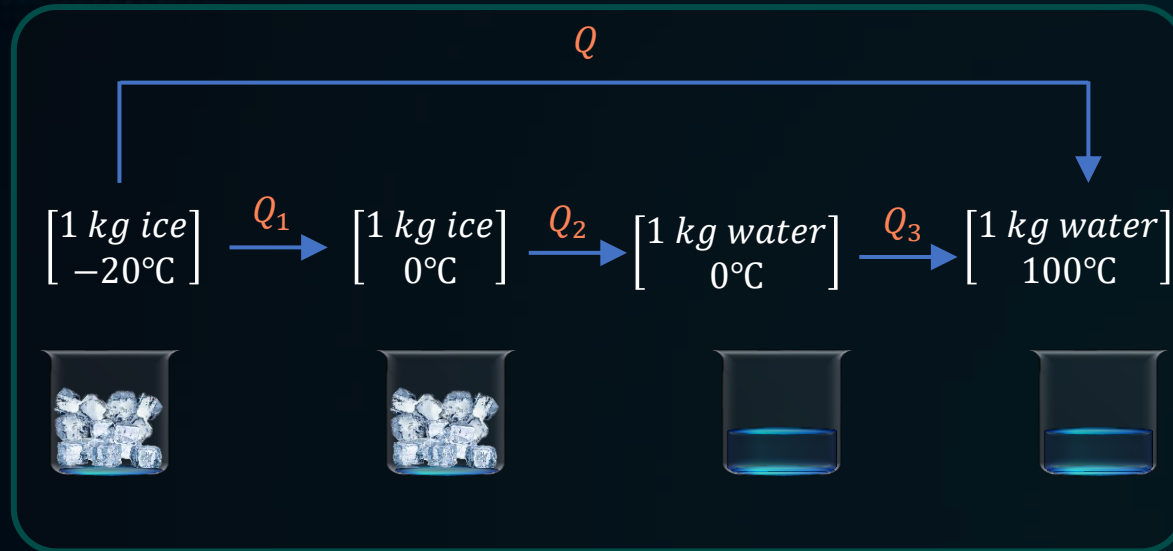 Q
[1 kg ice
−20℃]
Q₁
[1 kg ice
0℃]
Q₂
[1 kg water
0℃]
Q₃
[1 kg water
100℃]